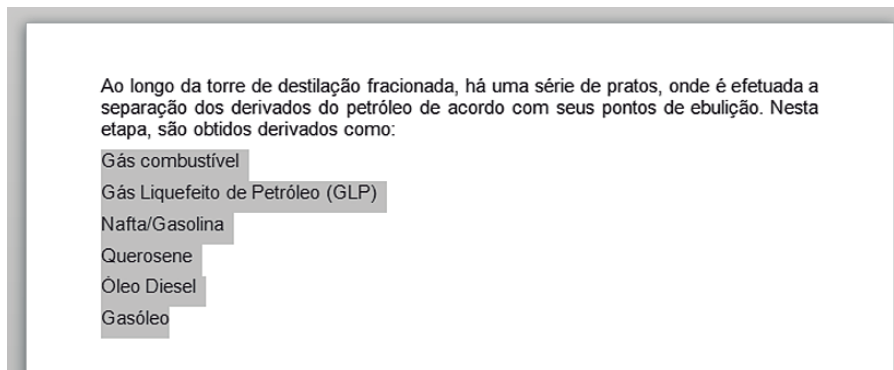 Ao longo da torre de destilação fracionada, há uma série de pratos, onde é efetuada a
separação dos derivados do petróleo de acordo com seus pontos de ebulição. Nesta
etapa, são obtidos derivados como:
Gás combustível
Gás Liquefeito de Petróleo (GLP)
Nafta/Gasolina
Querosene
Óleo Diesel
Gasóleo